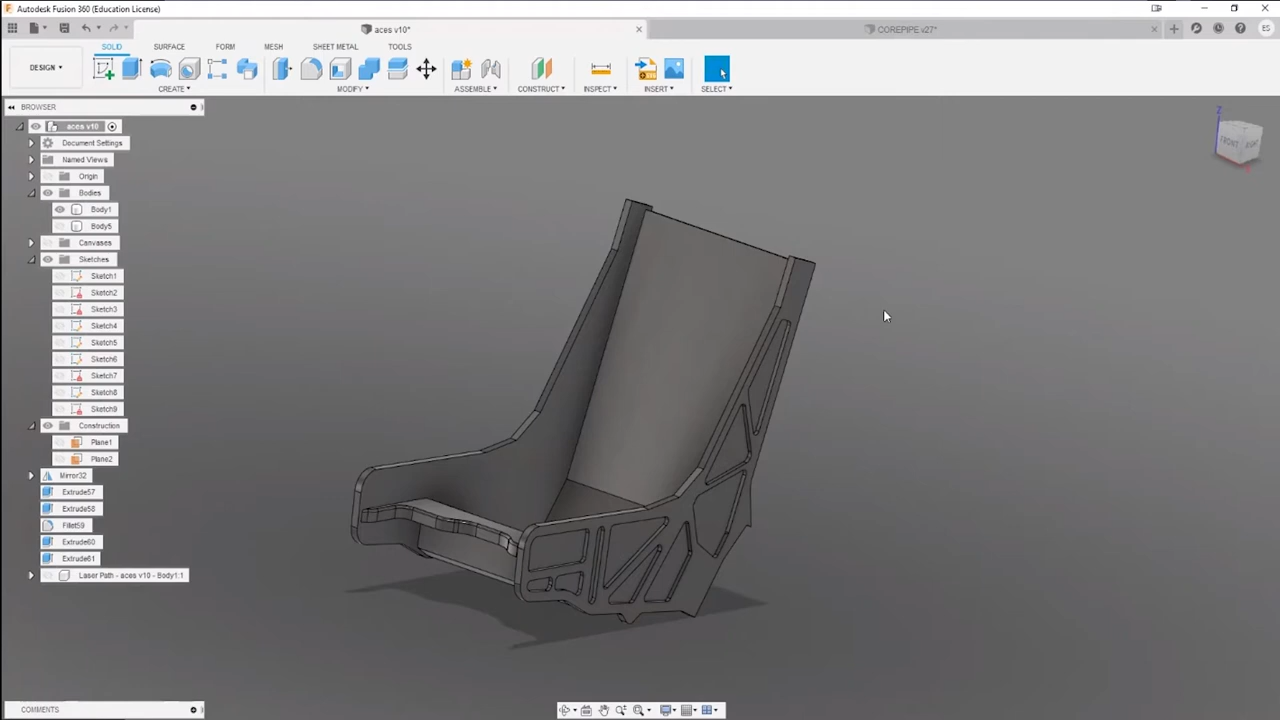 Autodesk Fusion 360 (Education License)
aces v10*
COREPIPE v27*
ES
SOLID SURFACE FORM MESH SHEET METAL TOOLS
DESIGN
CREATE MODIFY ASSEMBLE CONSTRUCT INSPECT INSERT SELECT
BROWSER
aces v10
Document Settings
Named Views
Origin
Bodies
Body1
Body5
Canvases
Sketches
Sketch1
Sketch2
Sketch3
Sketch4
Sketch5
Sketch6
Sketch7
Sketch8
Sketch9
Construction
Plane1
Plane2
Mirror32
Extrude57
Extrude58
Fillet59
Extrude60
Extrude61
Laser Path - aces v10 - Body1:1
Z
FRONT
COMMENTS